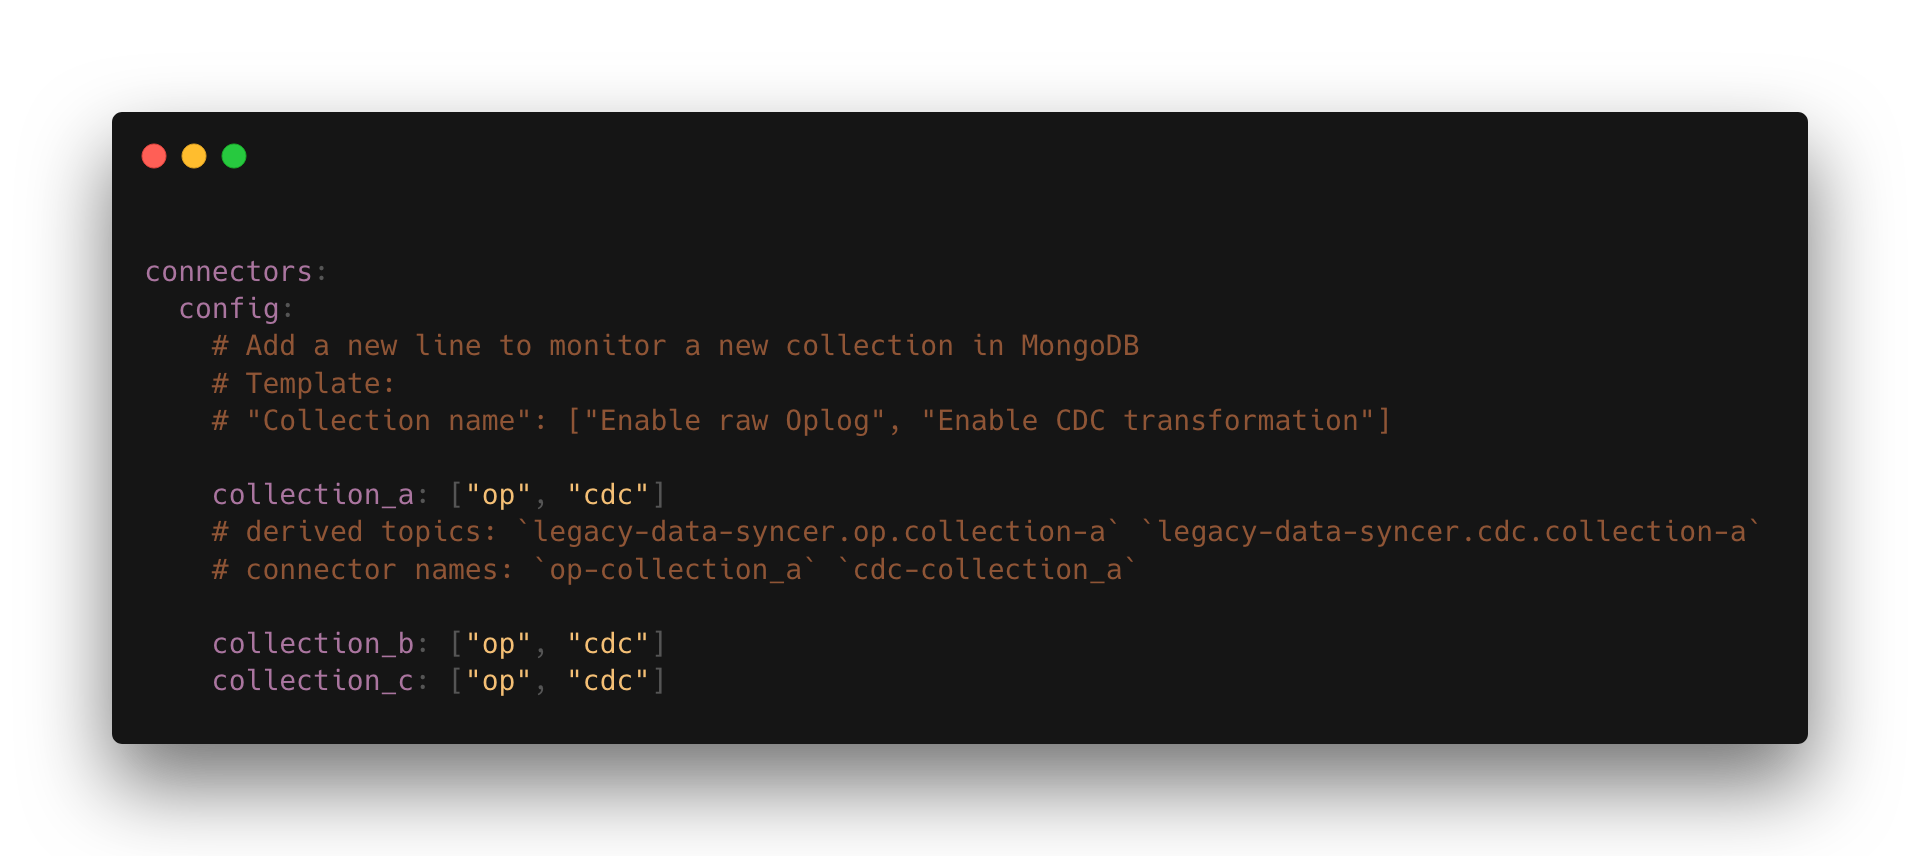 connectors:
  config:
    # Add a new line to monitor a new collection in MongoDB
    # Template:
    # "Collection name": ["Enable raw Oplog", "Enable CDC transformation"]

    collection_a: ["op", "cdc"]
    # derived topics: `legacy-data-syncer.op.collection-a` `legacy-data-syncer.cdc.collection-a`
    # connector names: `op-collection_a` `cdc-collection_a`

    collection_b: ["op", "cdc"]
    collection_c: ["op", "cdc"]